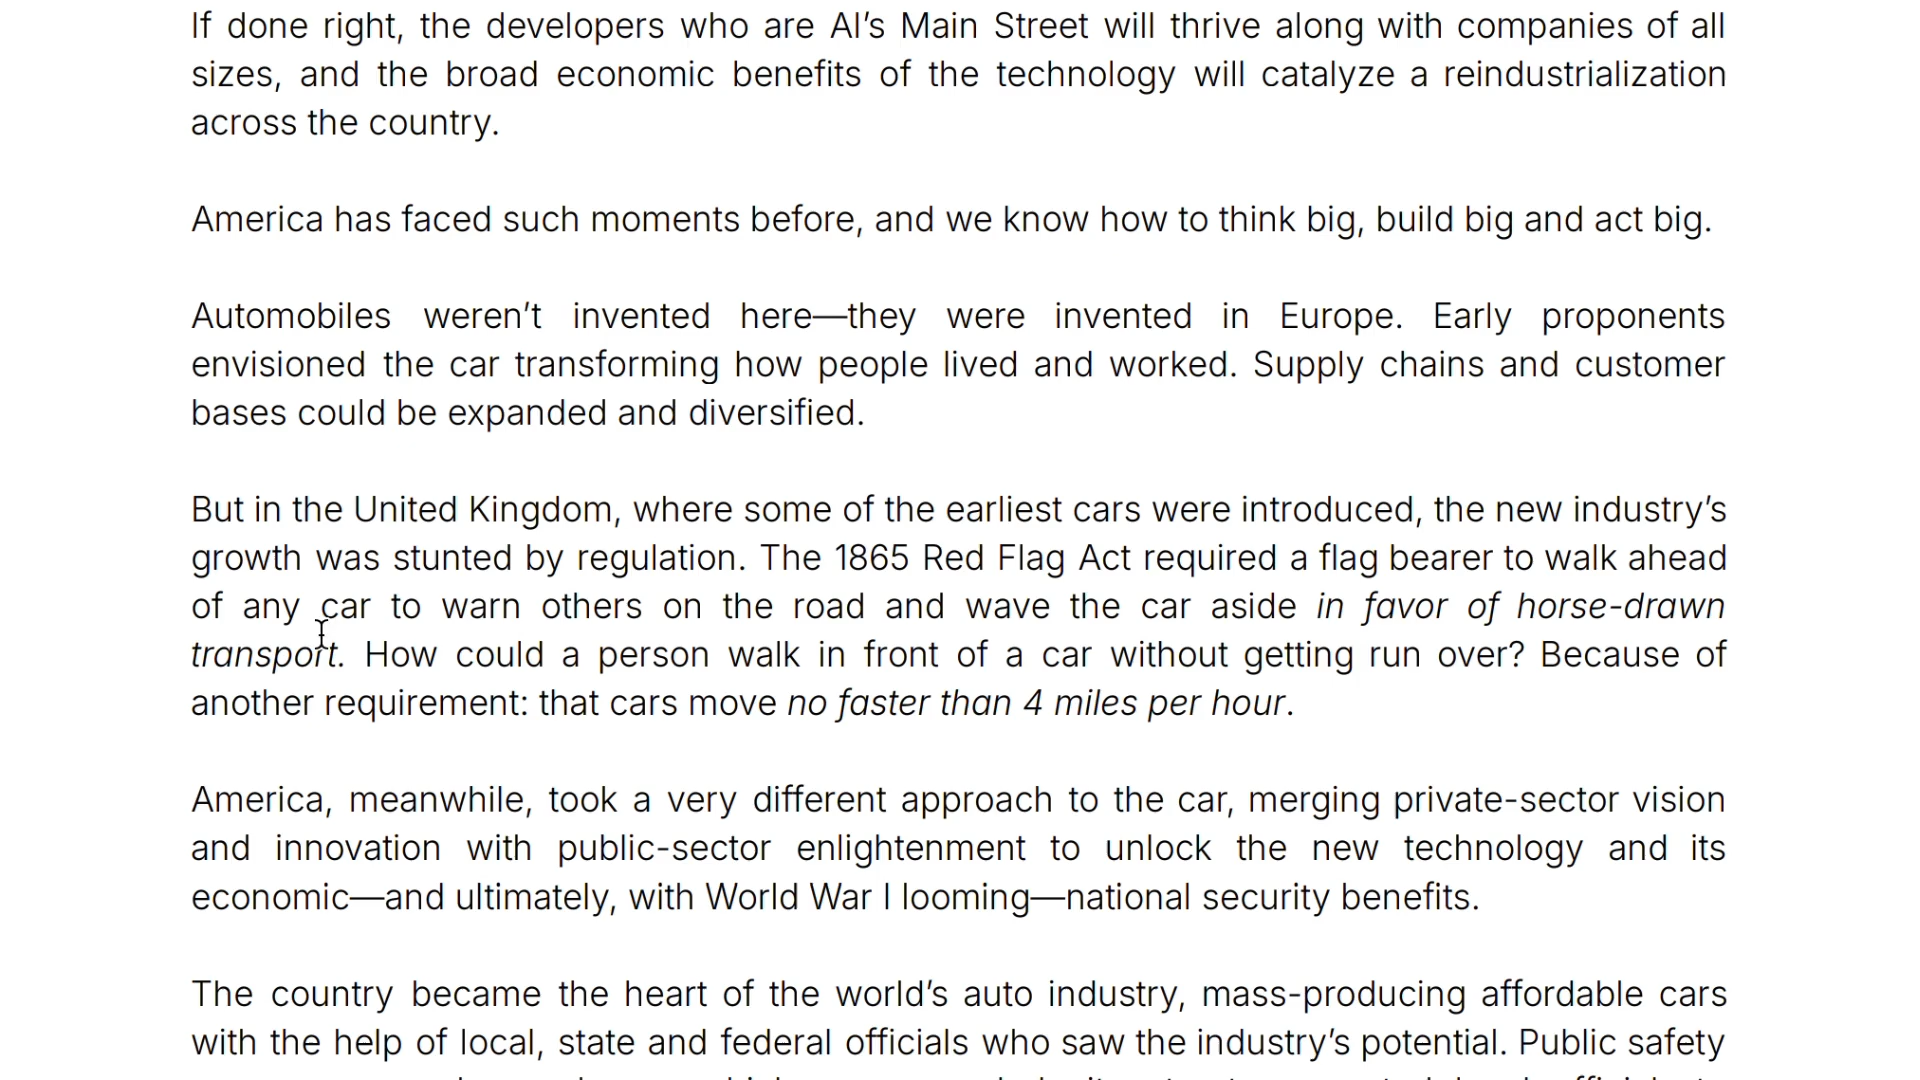 If done right, the developers who are AI’s Main Street will thrive along with companies of all
sizes, and the broad economic benefits of the technology will catalyze a reindustrialization
across the country.
America has faced such moments before, and we know how to think big, build big and act big.
Automobiles weren’t invented here—they were invented in Europe. Early proponents
envisioned the car transforming how people lived and worked. Supply chains and customer
bases could be expanded and diversified.
But in the United Kingdom, where some of the earliest cars were introduced, the new industry’s
growth was stunted by regulation. The 1865 Red Flag Act required a flag bearer to walk ahead
of any car to warn others on the road and wave the car aside in favor of horse-drawn
transport. How could a person walk in front of a car without getting run over? Because of
another requirement: that cars move no faster than 4 miles per hour.
America, meanwhile, took a very different approach to the car, merging private-sector vision
and innovation with public-sector enlightenment to unlock the new technology and its
economic—and ultimately, with World War I looming—national security benefits.
The country became the heart of the world’s auto industry, mass-producing affordable cars
with the help of local, state and federal officials who saw the industry’s potential. Public safety